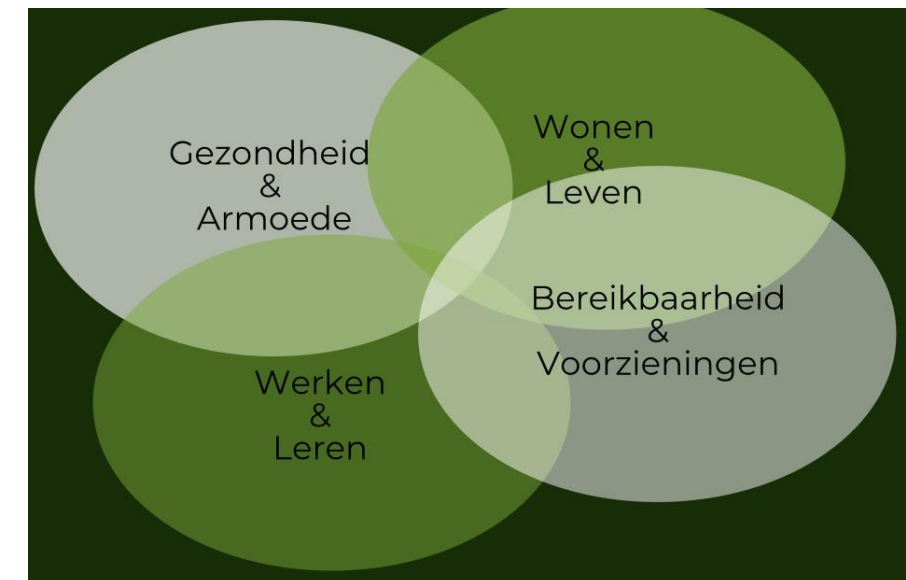 Gezondheid
&
Armoede
Wonen
&
Leven
Bereikbaarheid
&
Voorzieningen
Werken
&
Leren